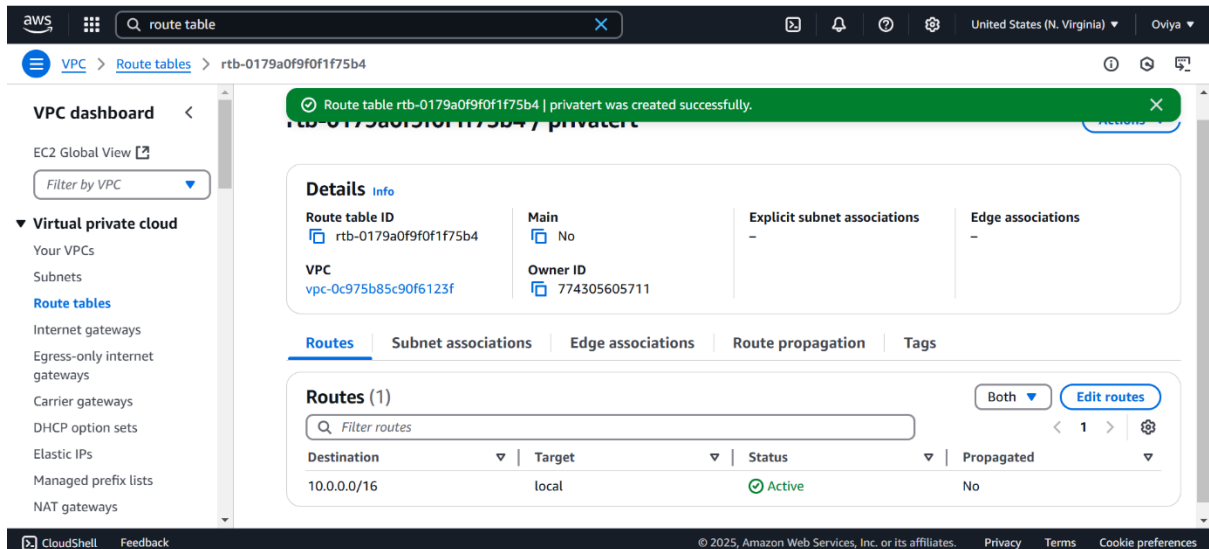 aws
route table
United States (N. Virginia)
Oviya
VPC > Route tables > rtb-0179a0f9f0f1f75b4
VPC dashboard
EC2 Global View
Filter by VPC
Virtual private cloud
Your VPCs
Subnets
Route tables
Internet gateways
Egress-only internet
gateways
Carrier gateways
DHCP option sets
Elastic IPs
Managed prefix lists
NAT gateways
Route table rtb-0179a0f9f0f1f75b4 | privatert was created successfully.
rtb-0179a0f9f0f1f75b4 / privatert
Actions
Details Info
Route table ID
rtb-0179a0f9f0f1f75b4
Main
No
Explicit subnet associations
–
Edge associations
–
VPC
vpc-0c975b85c90f6123f
Owner ID
774305605711
Routes Subnet associations Edge associations Route propagation Tags
Routes (1)
Both Edit routes
Filter routes
< 1 >
Destination Target Status Propagated
10.0.0.0/16 local Active No
CloudShell Feedback © 2025, Amazon Web Services, Inc. or its affiliates. Privacy Terms Cookie preferences